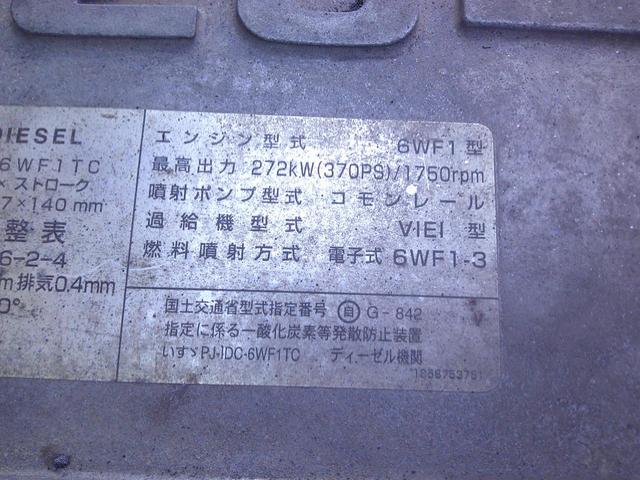 DIESEL
6WF1TC
× ストローク
7×140 mm
整表
6-2-4
m 排気0.4mm
0°
エンジン型式 6WF1 型
最高出力 272kW(370PS)/1750rpm
噴射ポンプ型式 コモンレール
過給機型式 VIEI 型
燃料噴射方式 電子式 6WF1-3
国土交通省型式指定番号 自 G-842
指定に係る一酸化炭素等発散防止装置
いすゞPJ-IDC-6WF1TC ディーゼル機関